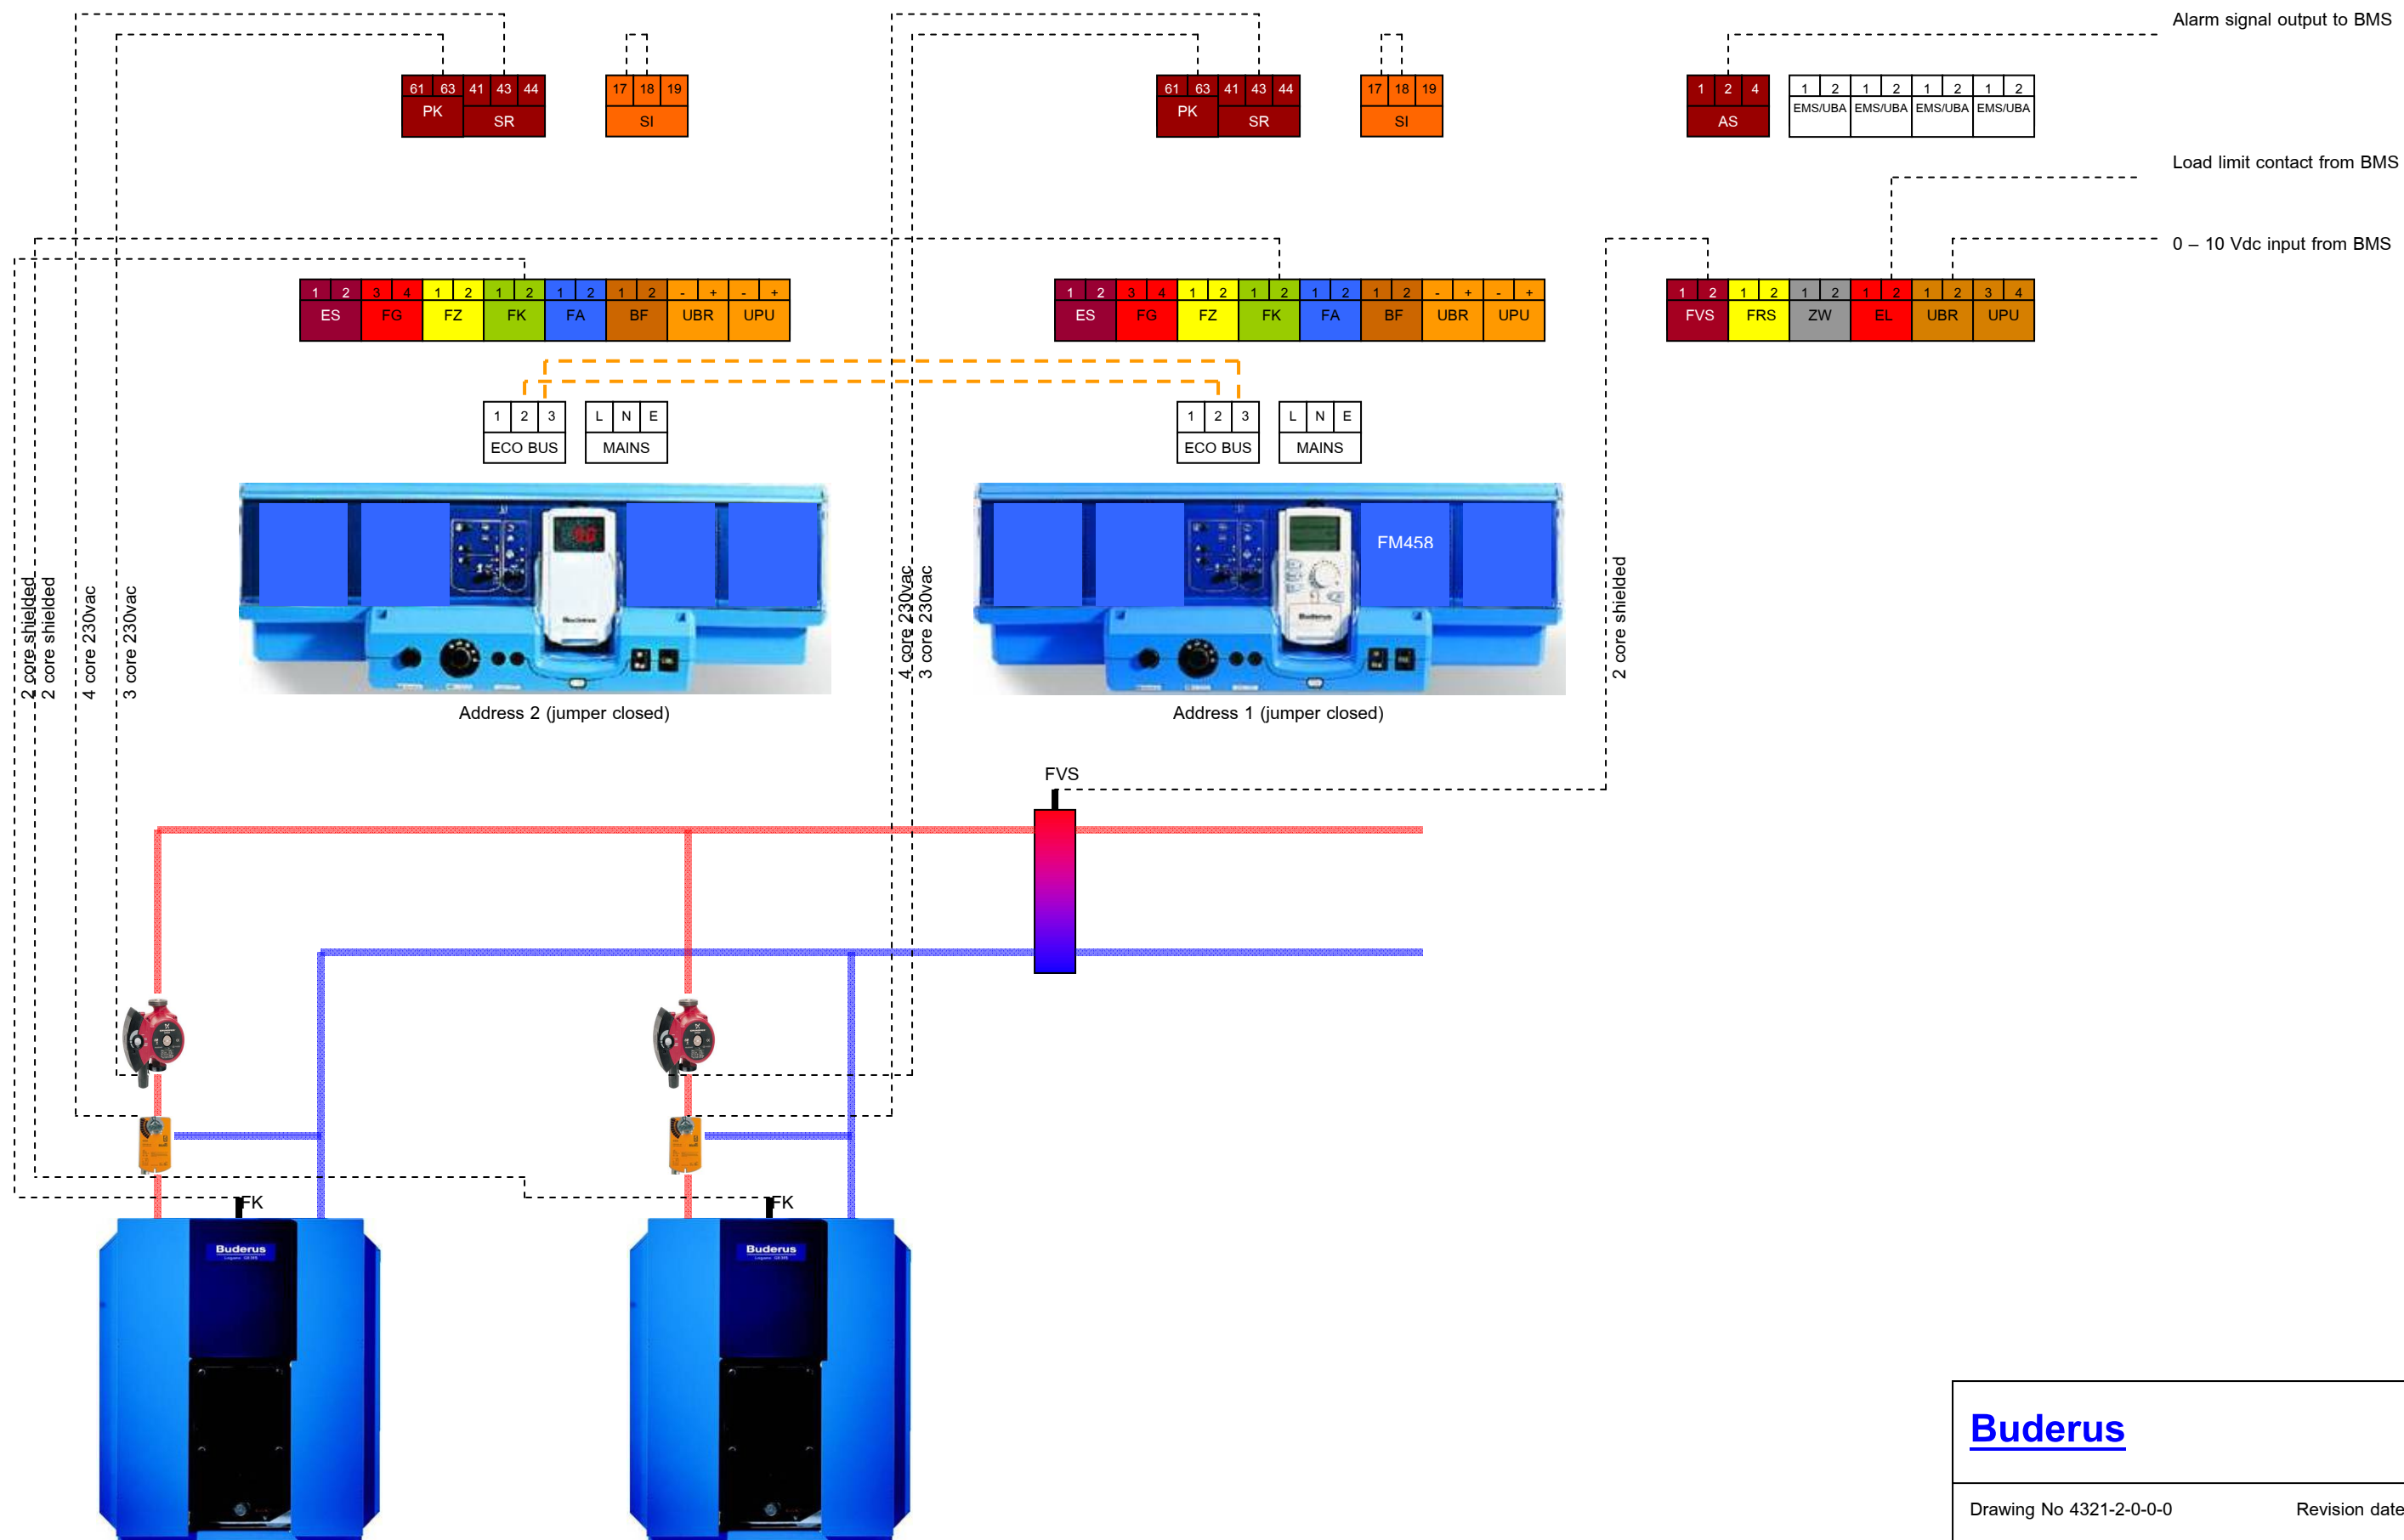 Alarm signal output to BMS
61 63 41 43 44
PK SR
17 18 19
SI
61 63 41 43 44
PK SR
17 18 19
SI
1 2 4
AS
1 2 1 2 1 2 1 2
EMS/UBA EMS/UBA EMS/UBA EMS/UBA
Load limit contact from BMS
0 – 10 Vdc input from BMS
1 2 3 4 1 2 1 2 1 2 1 2 - + - +
ES FG FZ FK FA BF UBR UPU
1 2 3 4 1 2 1 2 1 2 1 2 - + - +
ES FG FZ FK FA BF UBR UPU
1 2 1 2 1 2 1 2 1 2 3 4
FVS FRS ZW EL UBR UPU
1 2 3
ECO BUS
L N E
MAINS
1 2 3
ECO BUS
L N E
MAINS
FM458
Buderus
Buderus
2 core shielded
2 core shielded
4 core 230vac
3 core 230vac
4 core 230vac
3 core 230vac
2 core shielded
Address 2 (jumper closed)
Address 1 (jumper closed)
FVS
FK
FK
Buderus
Buderus
Buderus
Drawing No 4321-2-0-0-0
Revision date